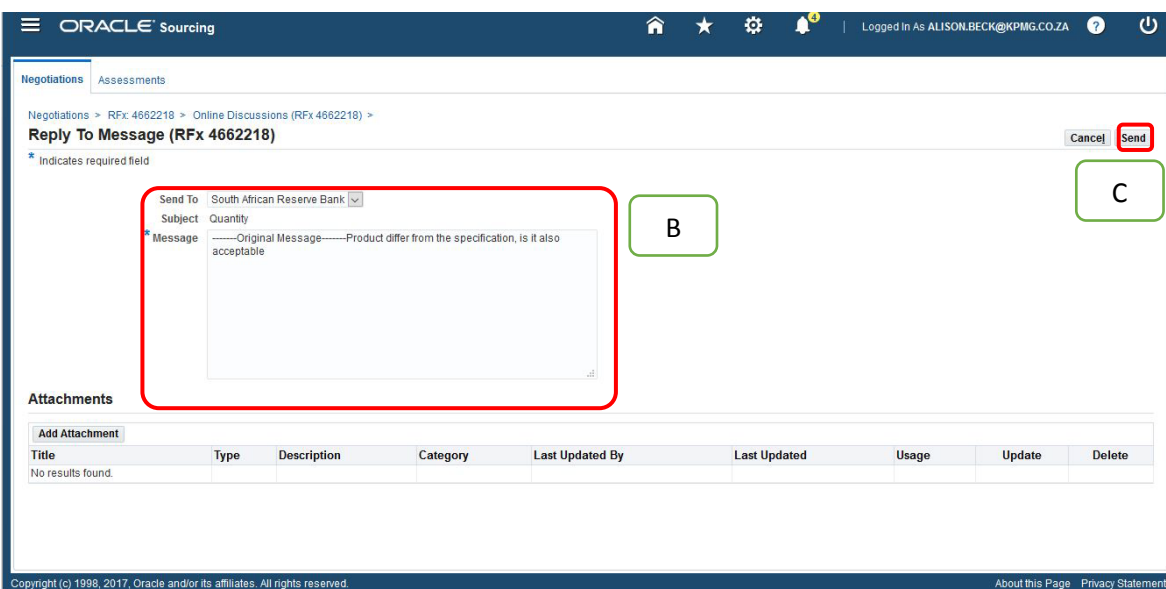 ORACLE Sourcing 4 | Logged In As ALISON.BECK@KPMG.CO.ZA ?
Negotiations Assessments
Negotiations > RFx: 4662218 > Online Discussions (RFx 4662218) >
Reply To Message (RFx 4662218)
Cancel Send
* Indicates required field
C
Send To South African Reserve Bank
Subject Quantity
B
* Message -------Original Message-------Product differ from the specification, is it also
acceptable
Attachments
Add Attachment
Title Type Description Category Last Updated By Last Updated Usage Update Delete
No results found.
Copyright (c) 1998, 2017, Oracle and/or its affiliates. All rights reserved. About this Page Privacy Statement